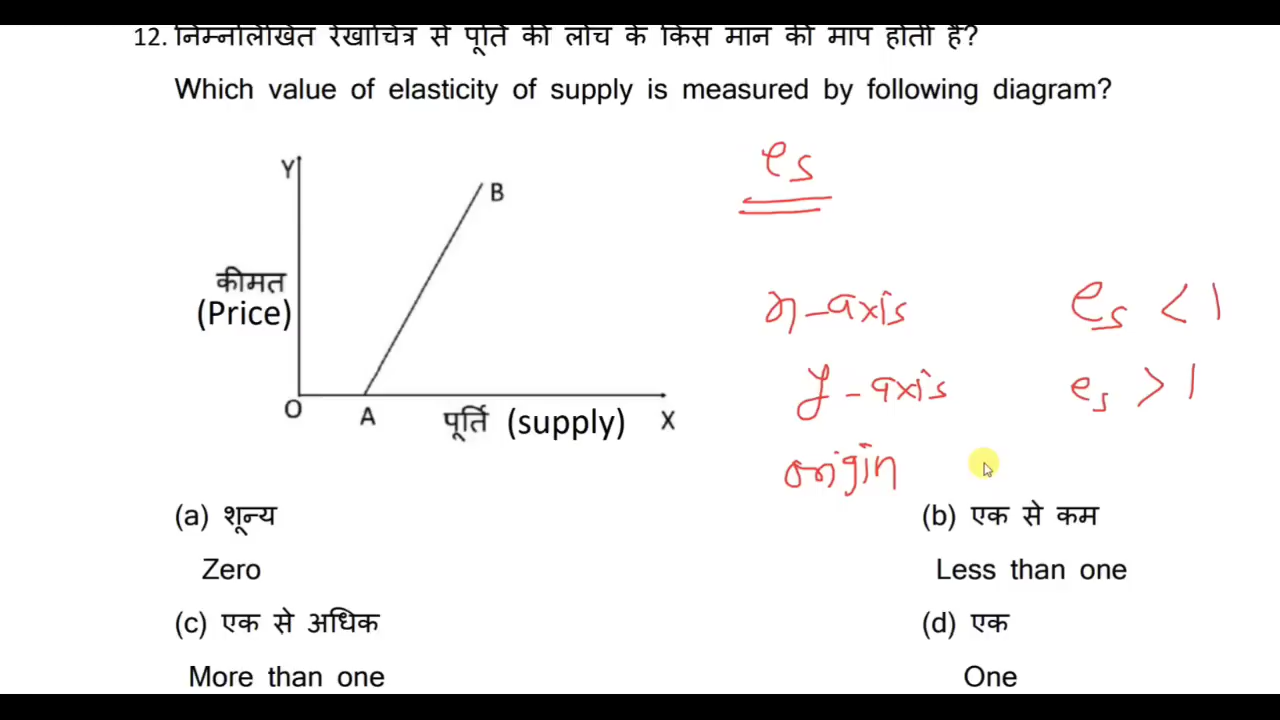 12. निम्नलिखित रेखाचित्र से पूर्ति की लोच के किस मान की माप होती है?
Which value of elasticity of supply is measured by following diagram?
es
Y
B
कीमत
(Price)
x-axis es < 1
y-axis es > 1
O
A
पूर्ति (supply)
X
origin
(a) शून्य
(b) एक से कम
Zero
Less than one
(c) एक से अधिक
(d) एक
More than one
One